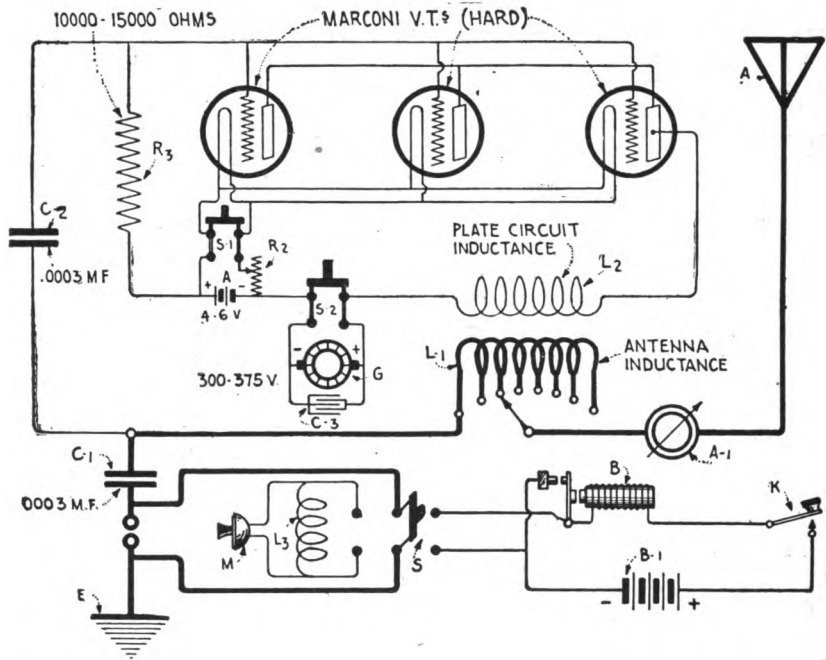 10000-15000 OHMS
MARCONI V.T.s (HARD)
A
R3
C-2
.0003 M F
S-1
R2
+ A -
4-6 V
PLATE CIRCUIT
INDUCTANCE
L2
S-2
- +
G
300-375 V.
C-3
L-1
ANTENNA
INDUCTANCE
A-1
C-1
.0003 M.F.
M
L3
S
B
K
B-1
- +
E